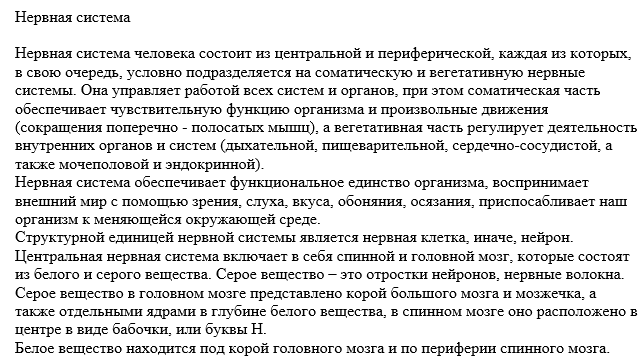 Нервная система
Нервная система человека состоит из центральной и периферической, каждая из которых,
в свою очередь, условно подразделяется на соматическую и вегетативную нервные
системы. Она управляет работой всех систем и органов, при этом соматическая часть
обеспечивает чувствительную функцию организма и произвольные движения
(сокращения поперечно - полосатых мышц), а вегетативная часть регулирует деятельность
внутренних органов и систем (дыхательной, пищеварительной, сердечно-сосудистой, а
также мочеполовой и эндокринной).
Нервная система обеспечивает функциональное единство организма, воспринимает
внешний мир с помощью зрения, слуха, вкуса, обоняния, осязания, приспосабливает наш
организм к меняющейся окружающей среде.
Структурной единицей нервной системы является нервная клетка, иначе, нейрон.
Центральная нервная система включает в себя спинной и головной мозг, которые состоят
из белого и серого вещества. Серое вещество – это отростки нейронов, нервные волокна.
Серое вещество в головном мозге представлено корой большого мозга и мозжечка, а
также отдельными ядрами в глубине белого вещества, в спинном мозге оно расположено в
центре в виде бабочки, или буквы Н.
Белое вещество находится под корой головного мозга и по периферии спинного мозга.